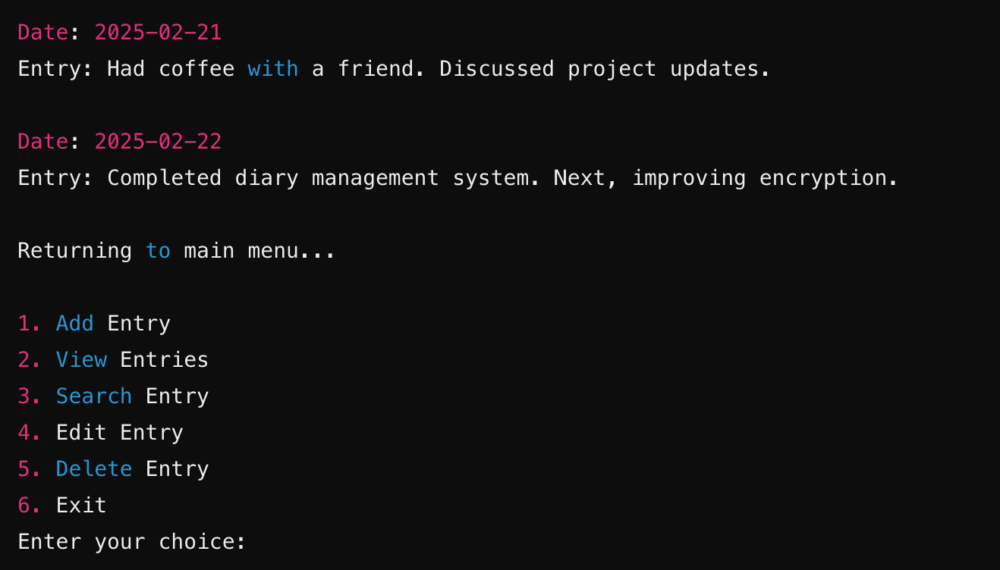 Date: 2025-02-21
Entry: Had coffee with a friend. Discussed project updates.
Date: 2025-02-22
Entry: Completed diary management system. Next, improving encryption.
Returning to main menu...
1. Add Entry
2. View Entries
3. Search Entry
4. Edit Entry
5. Delete Entry
6. Exit
Enter your choice: